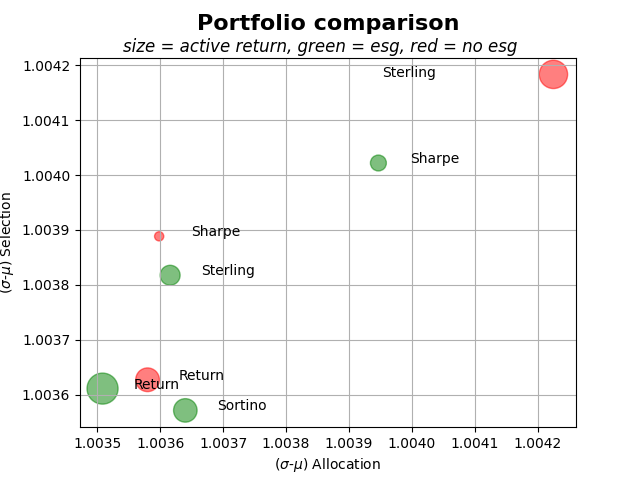 Portfolio comparison
size = active return, green = esg, red = no esg
1.0042
Sterling
1.0041
Sharpe
1.0040
1.0039
Sharpe
Sterling
1.0038
1.0037
Return
Return
1.0036
Sortino
(σ-μ) Selection
1.0035 1.0036 1.0037 1.0038 1.0039 1.0040 1.0041 1.0042
(σ-μ) Allocation